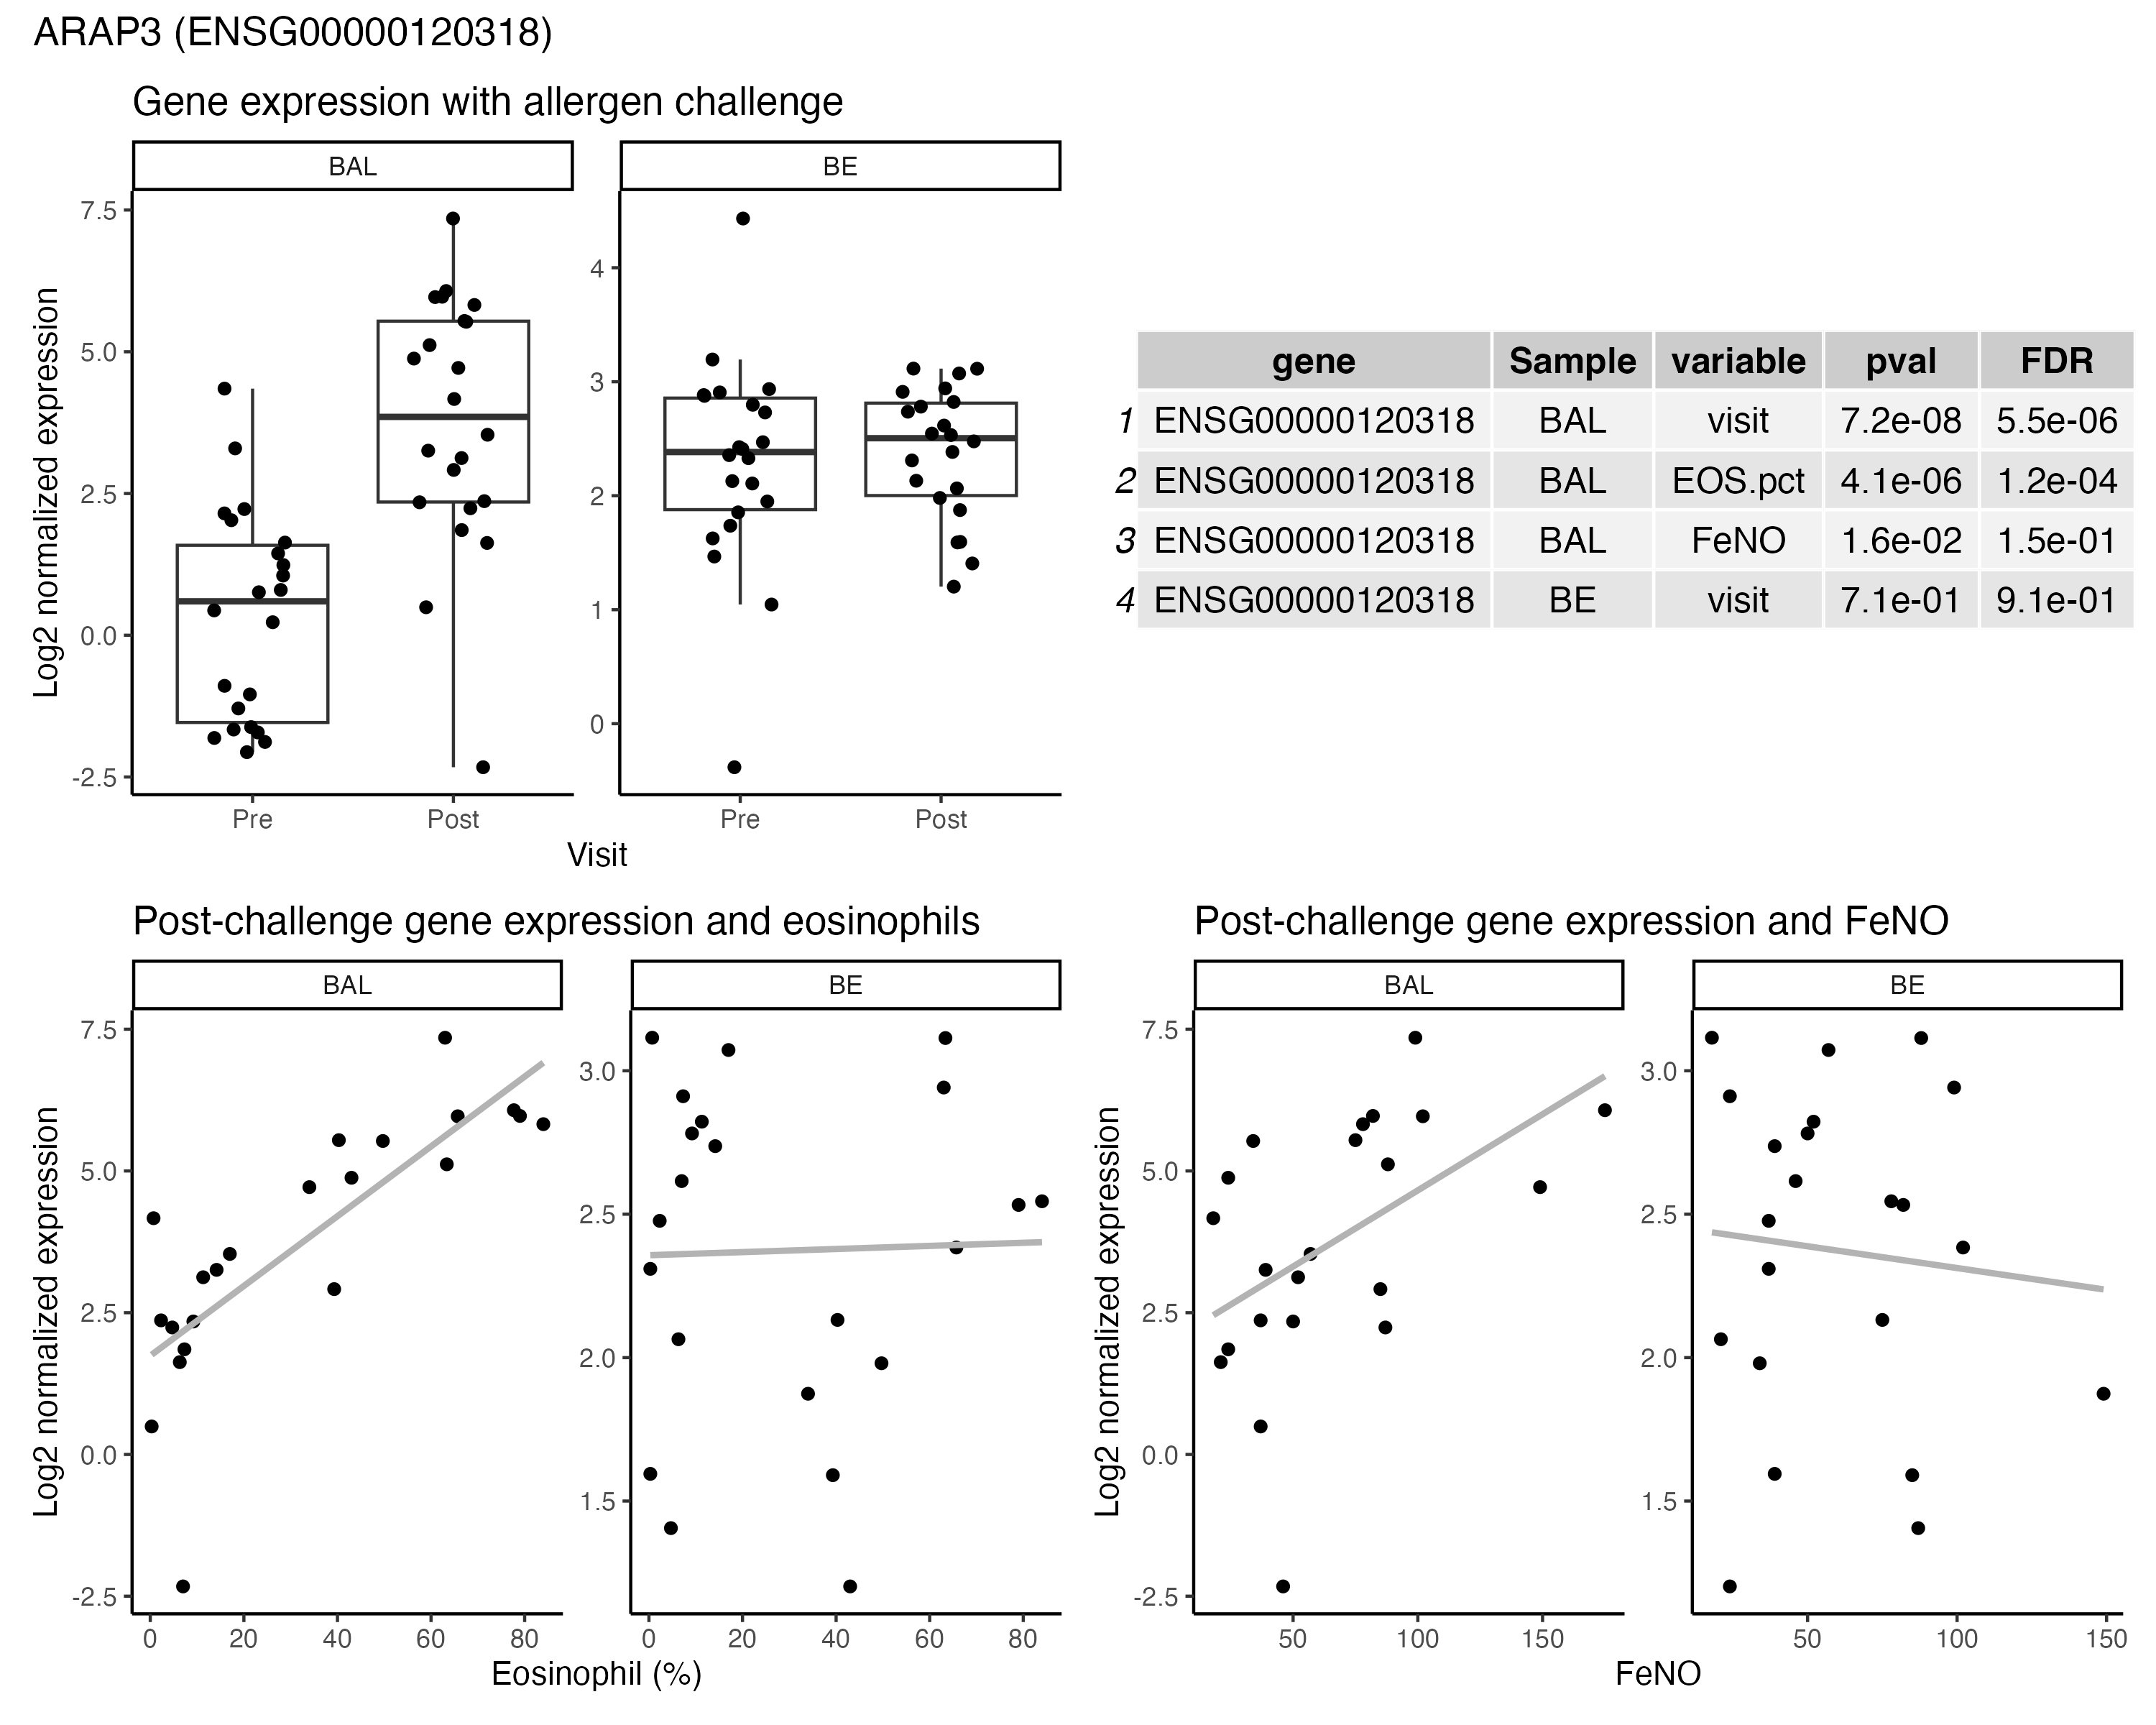 ARAP3 (ENSG00000120318)
Gene expression with allergen challenge
BAL BE
Log2 normalized expression
7.5
5.0
2.5
0.0
-2.5
4
3
2
1
0
Pre Post Pre Post
Visit
gene Sample variable pval FDR
1 ENSG00000120318 BAL visit 7.2e-08 5.5e-06
2 ENSG00000120318 BAL EOS.pct 4.1e-06 1.2e-04
3 ENSG00000120318 BAL FeNO 1.6e-02 1.5e-01
4 ENSG00000120318 BE visit 7.1e-01 9.1e-01
Post-challenge gene expression and eosinophils
BAL BE
Log2 normalized expression
7.5
5.0
2.5
0.0
-2.5
3.0
2.5
2.0
1.5
0 20 40 60 80 0 20 40 60 80
Eosinophil (%)
Post-challenge gene expression and FeNO
BAL BE
Log2 normalized expression
7.5
5.0
2.5
0.0
-2.5
3.0
2.5
2.0
1.5
50 100 150 50 100 150
FeNO